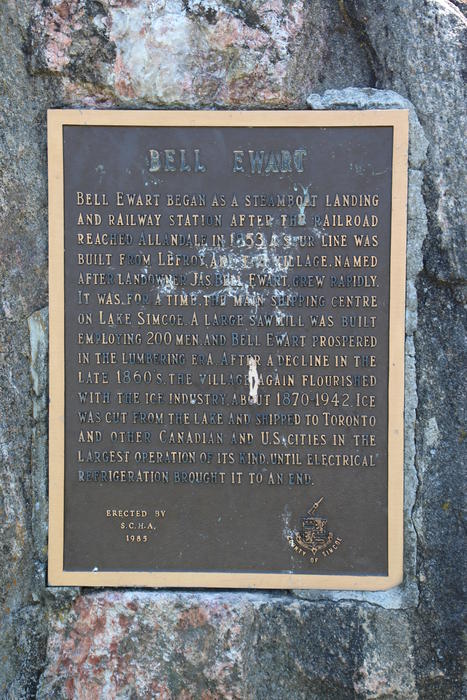 BELL EWART
BELL EWART BEGAN AS A STEAMBOAT LANDING
AND RAILWAY STATION AFTER THE RAILROAD
REACHED ALLANDALE IN 1853. A SPUR LINE WAS
BUILT FROM LEFROY, AND THE VILLAGE, NAMED
AFTER LANDOWNER JAS. BELL EWART, GREW RAPIDLY.
IT WAS, FOR A TIME, THE MAIN SHIPPING CENTRE
ON LAKE SIMCOE. A LARGE SAWMILL WAS BUILT
EMPLOYING 200 MEN, AND BELL EWART PROSPERED
IN THE LUMBERING ERA. AFTER A DECLINE IN THE
LATE 1860'S, THE VILLAGE AGAIN FLOURISHED
WITH THE ICE INDUSTRY, ABOUT 1870-1942. ICE
WAS CUT FROM THE LAKE AND SHIPPED TO TORONTO
AND OTHER CANADIAN AND U.S. CITIES IN THE
LARGEST OPERATION OF ITS KIND, UNTIL ELECTRICAL
REFRIGERATION BROUGHT IT TO AN END.
ERECTED BY
S.C.H.A.
1985
COUNTY OF SIMCOE